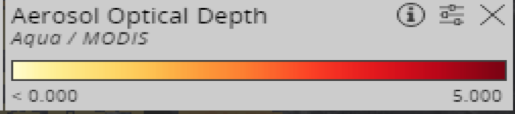 Aerosol Optical Depth
Aqua / MODIS
< 0.000 5.000